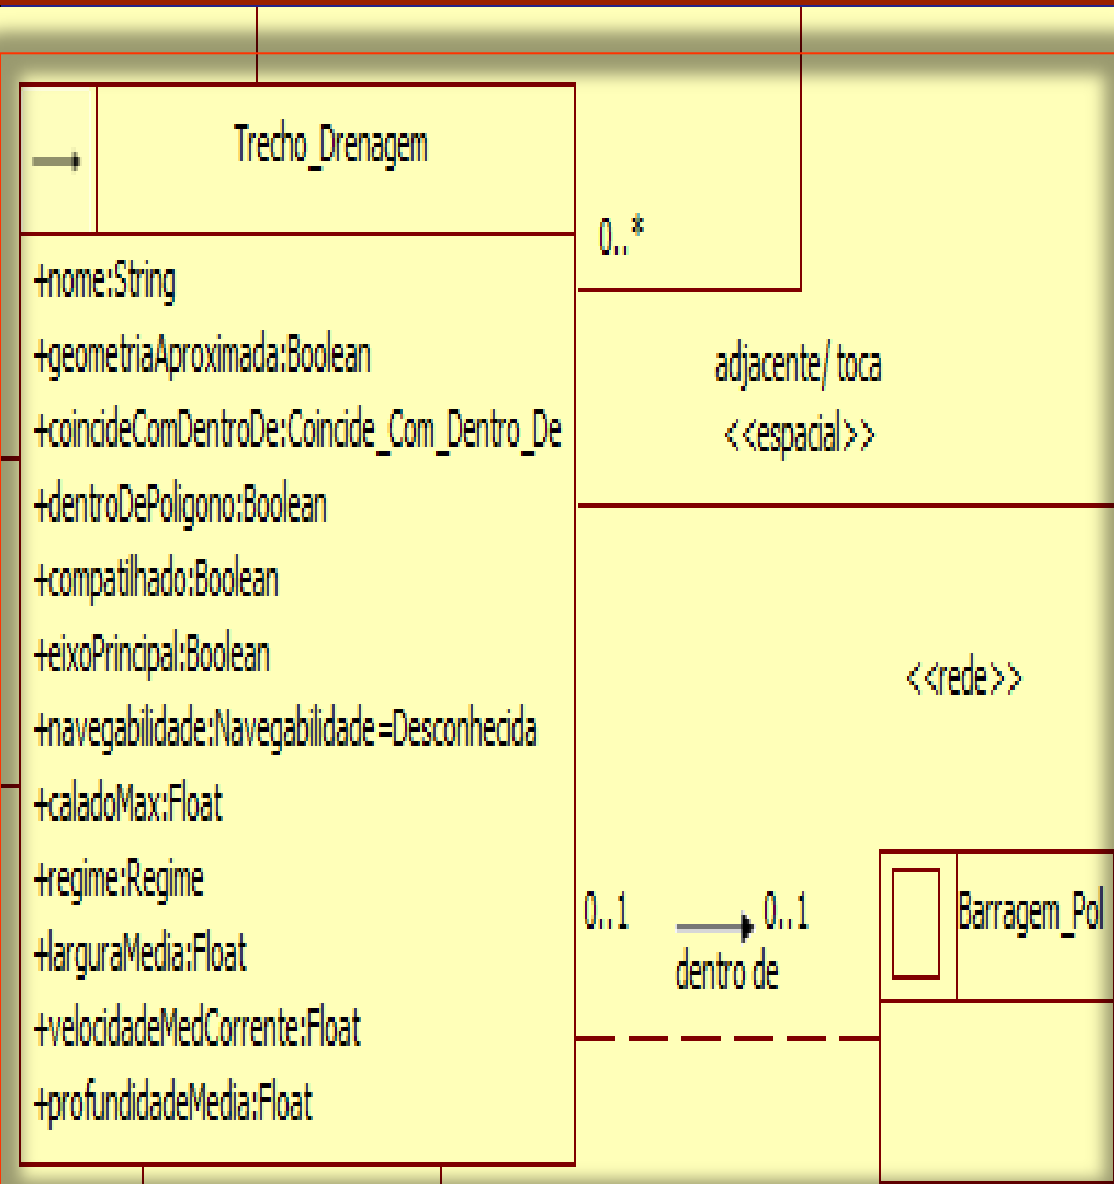 Trecho_Drenagem
+nome:String
+geometriaAproximada:Boolean
+coincideComDentroDe:Coincide_Com_Dentro_De
+dentroDePoligono:Boolean
+compatilhado:Boolean
+eixoPrincipal:Boolean
+navegabilidade:Navegabilidade=Desconhecida
+caladoMax:Float
+regime:Regime
+larguraMedia:Float
+velocidadeMedCorrente:Float
+profundidadeMedia:Float
0..*
adjacente/ toca
<<espacial>>
<<rede>>
0..1
0..1
dentro de
Barragem_Pol